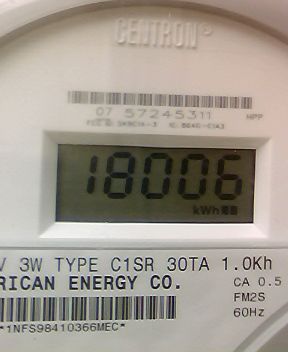 CENTRON®
07 57245311
HPP
18006
kWh
V 3W TYPE C1SR 30TA 1.0Kh
RICAN ENERGY CO.
CA 0.5
FM2S
60Hz
*1NFS98410366MEC*